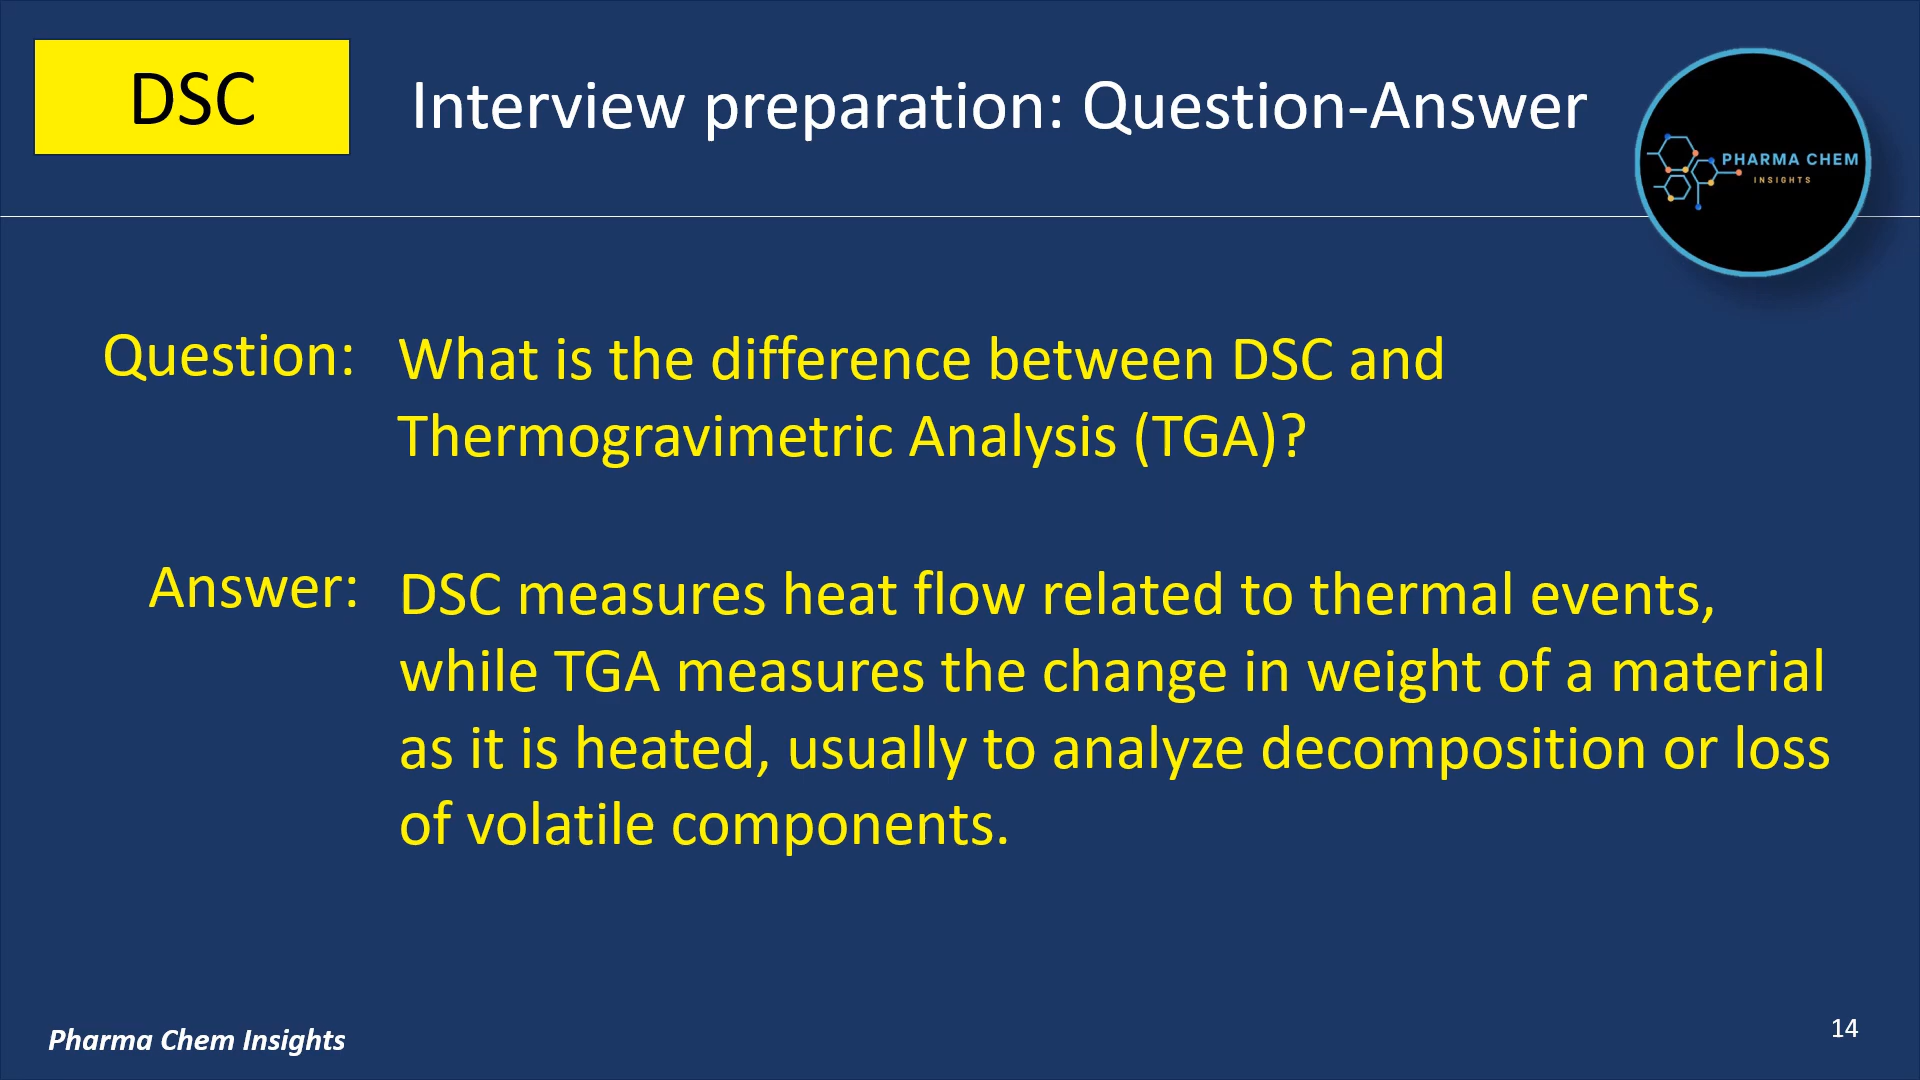 DSC
Interview preparation: Question-Answer
PHARMA CHEM
INSIGHTS
Question:
What is the difference between DSC and
Thermogravimetric Analysis (TGA)?
Answer:
DSC measures heat flow related to thermal events,
while TGA measures the change in weight of a material
as it is heated, usually to analyze decomposition or loss
of volatile components.
Pharma Chem Insights
14